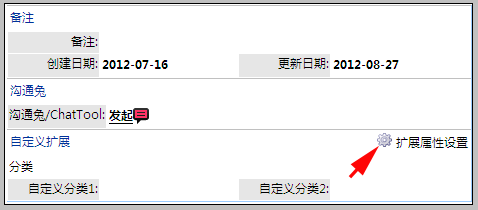 备注
备注:
创建日期: 2012-07-16 更新日期: 2012-08-27
沟通兔
沟通兔/ChatTool: 发起
自定义扩展 扩展属性设置
分类
自定义分类1: 自定义分类2: